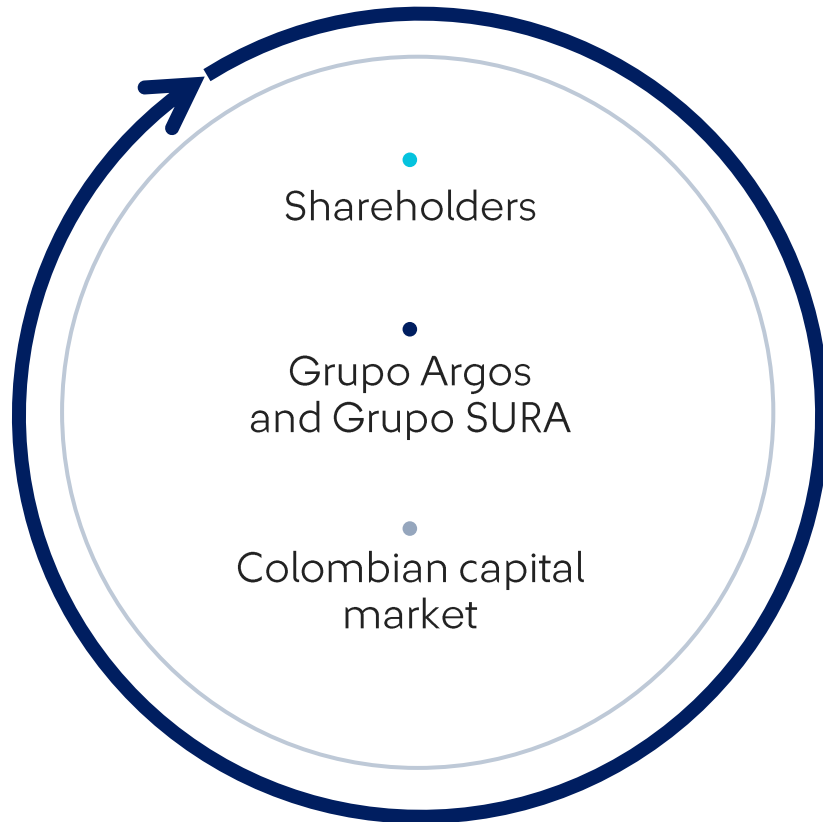 Shareholders
Grupo Argos
and Grupo SURA
Colombian capital
market